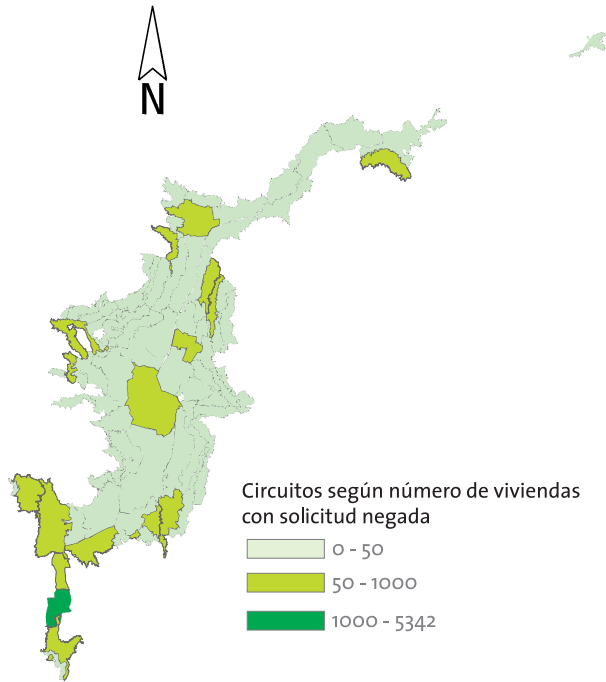 N
Circuitos según número de viviendas
con solicitud negada
0 - 50
50 - 1000
1000 - 5342